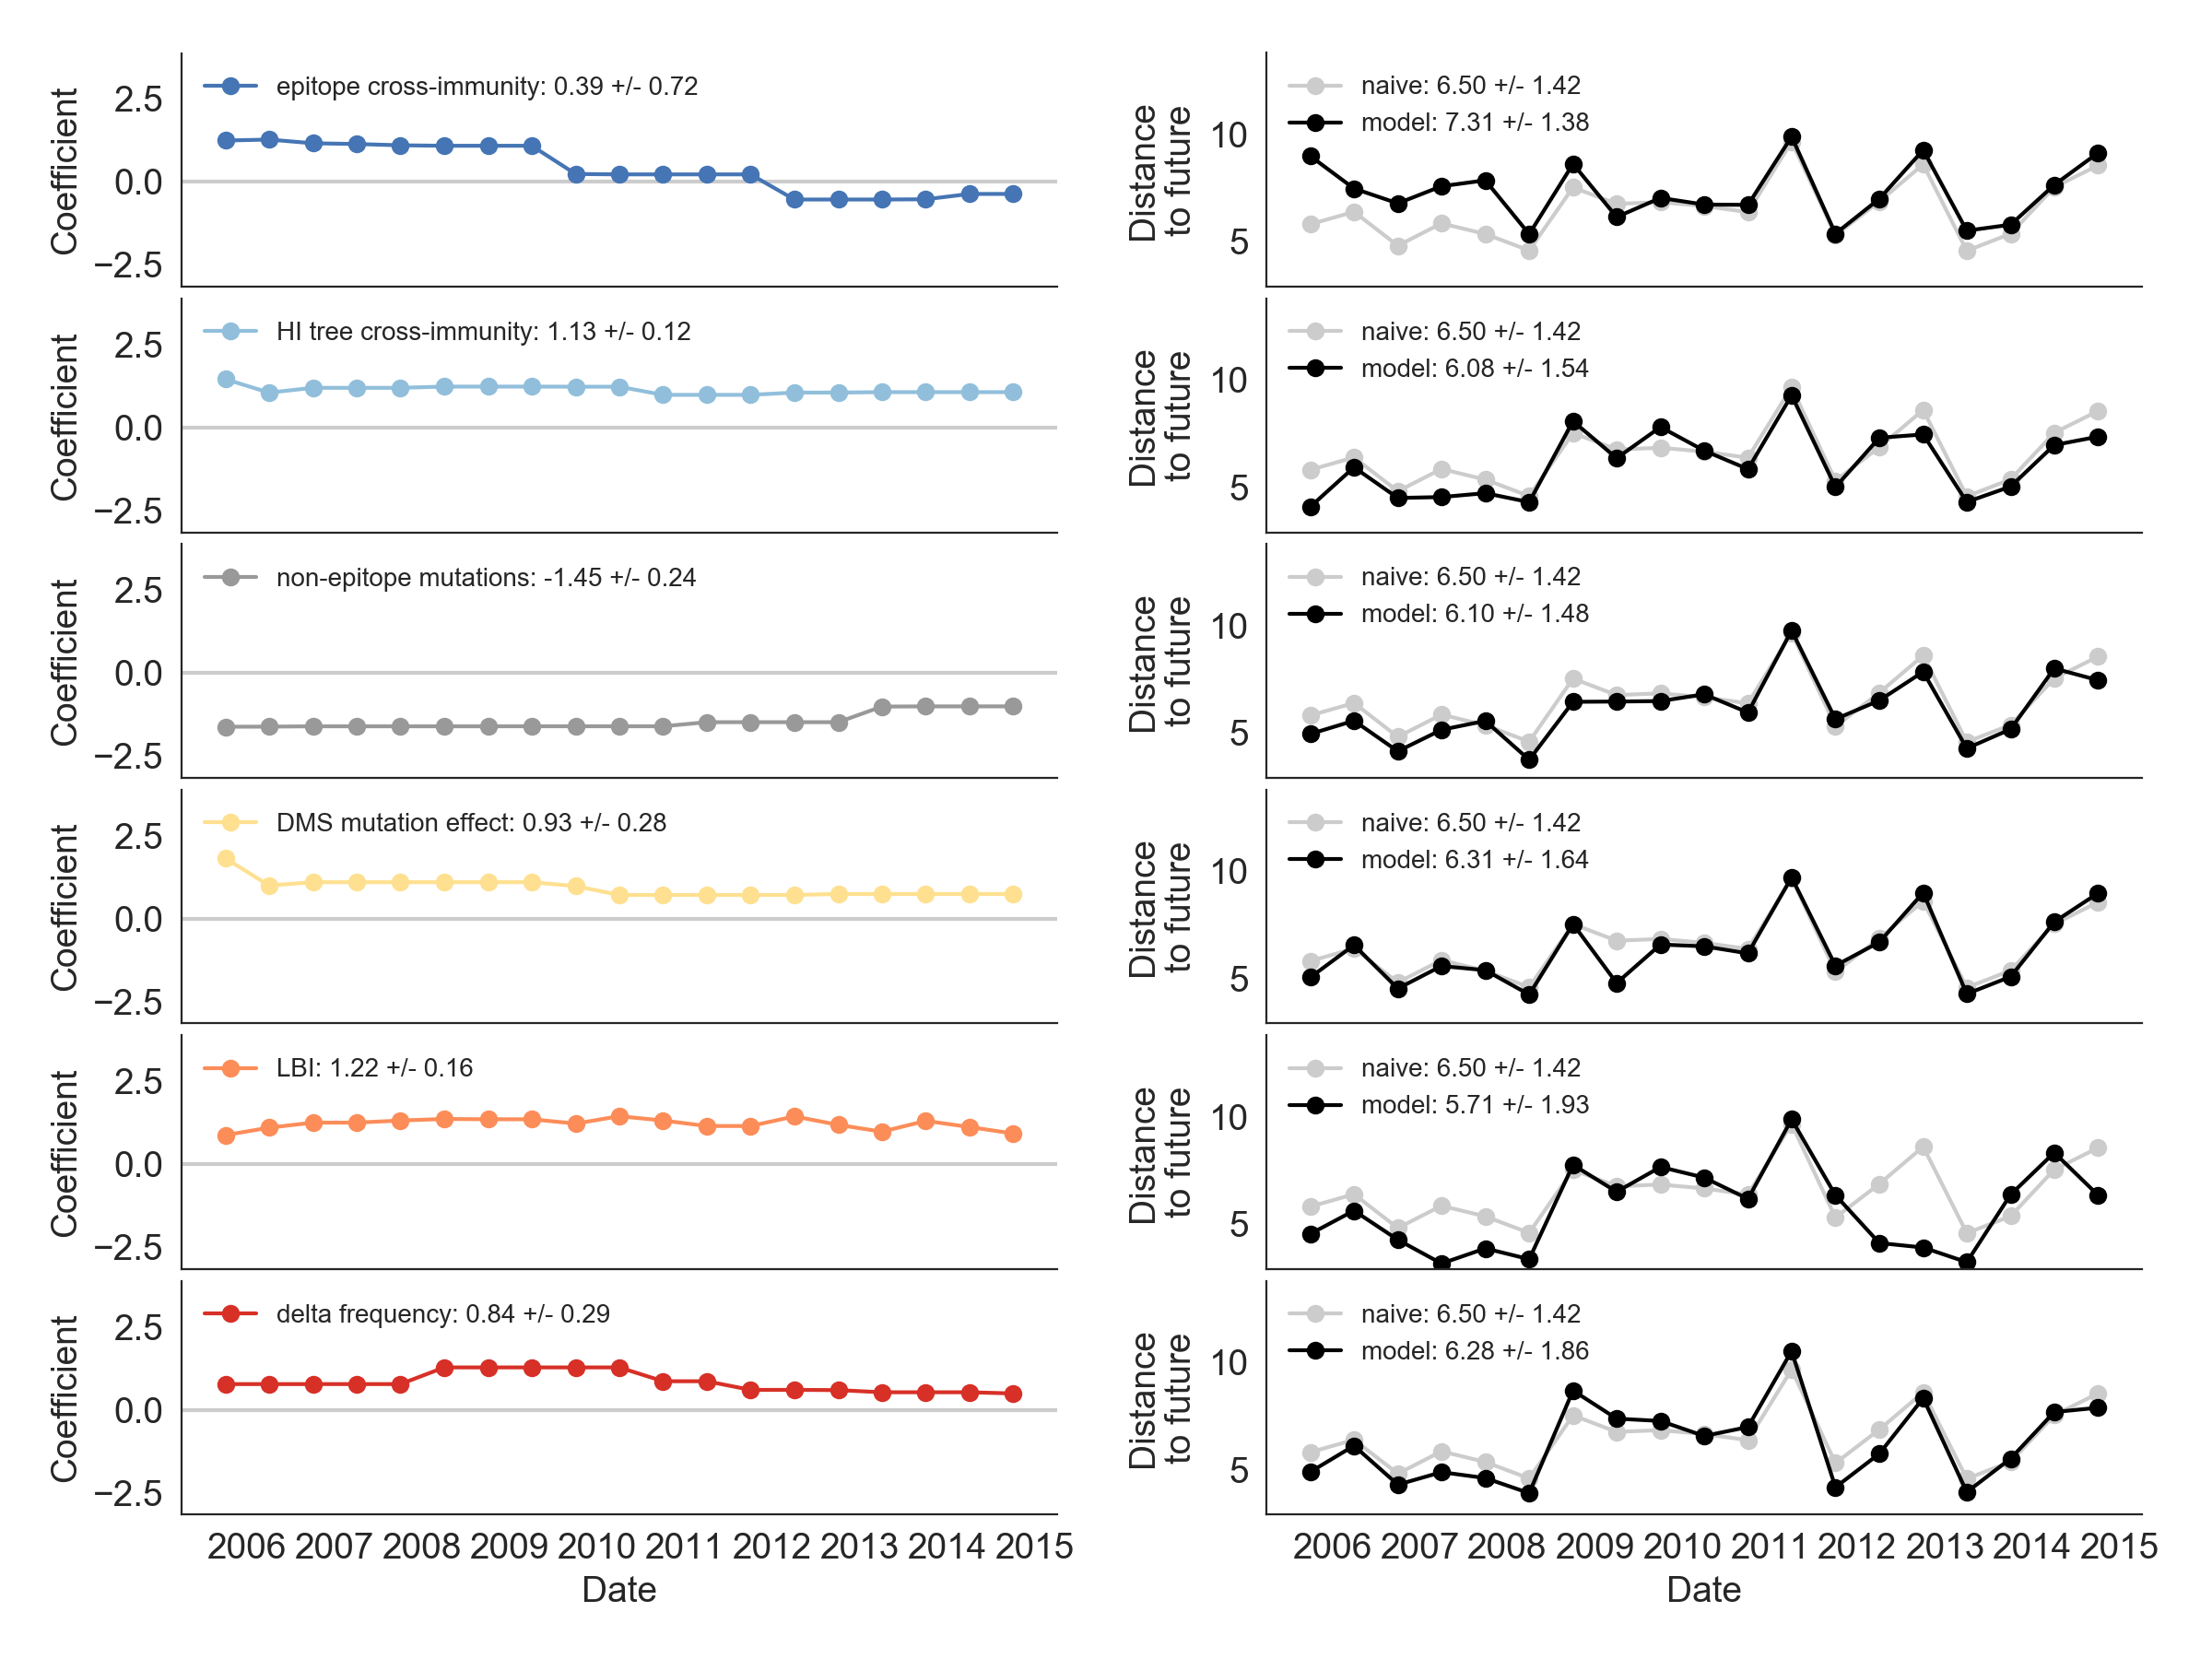 Coefficient
2.5
0.0
−2.5
epitope cross-immunity: 0.39 +/- 0.72
Distance
to future
10
5
naive: 6.50 +/- 1.42
model: 7.31 +/- 1.38
Coefficient
2.5
0.0
−2.5
HI tree cross-immunity: 1.13 +/- 0.12
Distance
to future
10
5
naive: 6.50 +/- 1.42
model: 6.08 +/- 1.54
Coefficient
2.5
0.0
−2.5
non-epitope mutations: -1.45 +/- 0.24
Distance
to future
10
5
naive: 6.50 +/- 1.42
model: 6.10 +/- 1.48
Coefficient
2.5
0.0
−2.5
DMS mutation effect: 0.93 +/- 0.28
Distance
to future
10
5
naive: 6.50 +/- 1.42
model: 6.31 +/- 1.64
Coefficient
2.5
0.0
−2.5
LBI: 1.22 +/- 0.16
Distance
to future
10
5
naive: 6.50 +/- 1.42
model: 5.71 +/- 1.93
Coefficient
2.5
0.0
−2.5
delta frequency: 0.84 +/- 0.29
Distance
to future
10
5
naive: 6.50 +/- 1.42
model: 6.28 +/- 1.86
2006 2007 2008 2009 2010 2011 2012 2013 2014 2015
Date
2006 2007 2008 2009 2010 2011 2012 2013 2014 2015
Date